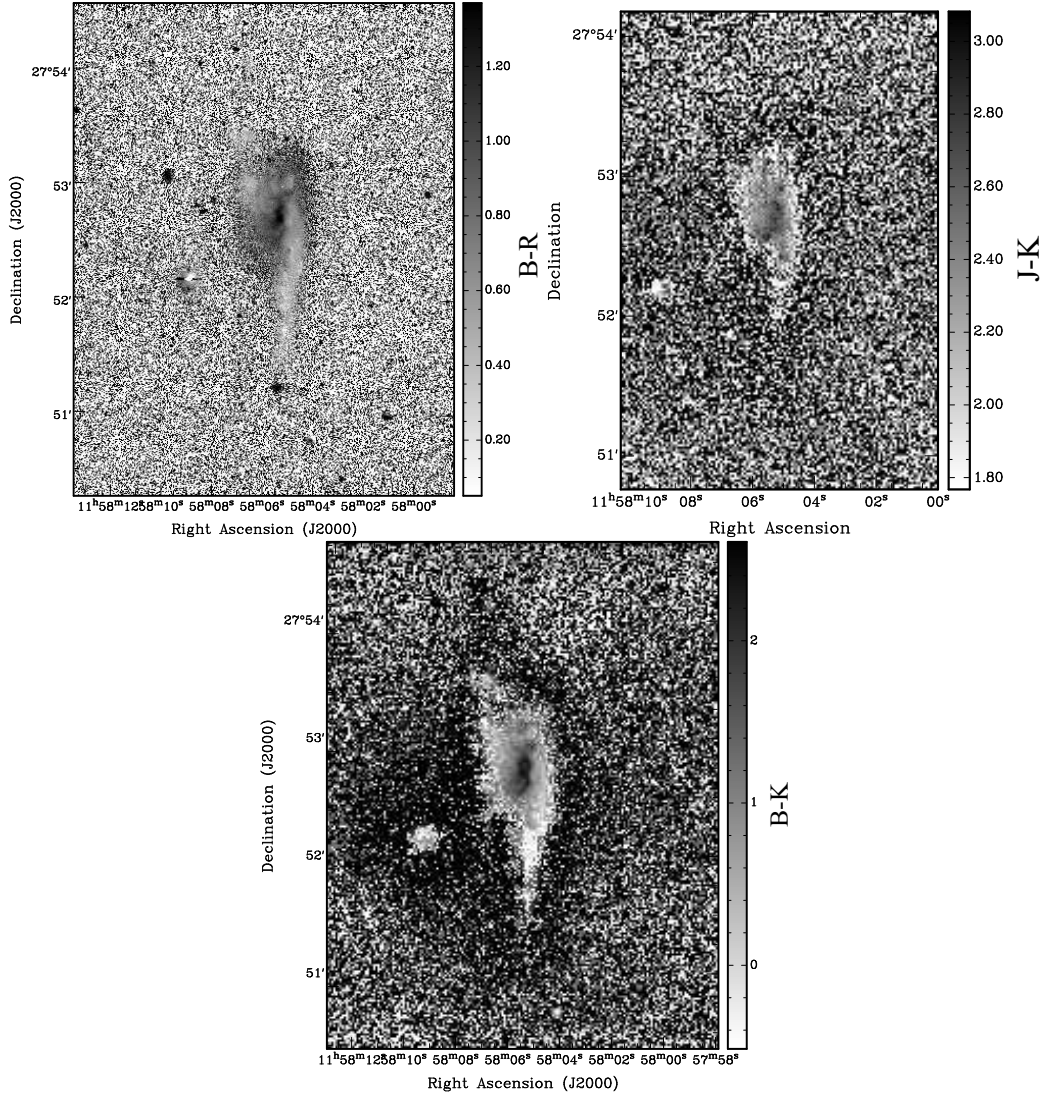 27°54′
53′
52′
51′
Declination (J2000)
11ʰ58ᵐ12ˢ58ᵐ10ˢ 58ᵐ08ˢ 58ᵐ06ˢ 58ᵐ04ˢ 58ᵐ02ˢ 58ᵐ00ˢ
Right Ascension (J2000)
1.20
1.00
0.80
0.60
0.40
0.20
B-R
27°54′
53′
52′
51′
Declination
11ʰ58ᵐ10ˢ 08ˢ 06ˢ 04ˢ 02ˢ 00ˢ
Right Ascension
3.00
2.80
2.60
2.40
2.20
2.00
1.80
J-K
27°54′
53′
52′
51′
Declination (J2000)
11ʰ58ᵐ12ˢ58ᵐ10ˢ 58ᵐ08ˢ 58ᵐ06ˢ 58ᵐ04ˢ 58ᵐ02ˢ 58ᵐ00ˢ 57ᵐ58ˢ
Right Ascension (J2000)
2
1
0
B-K